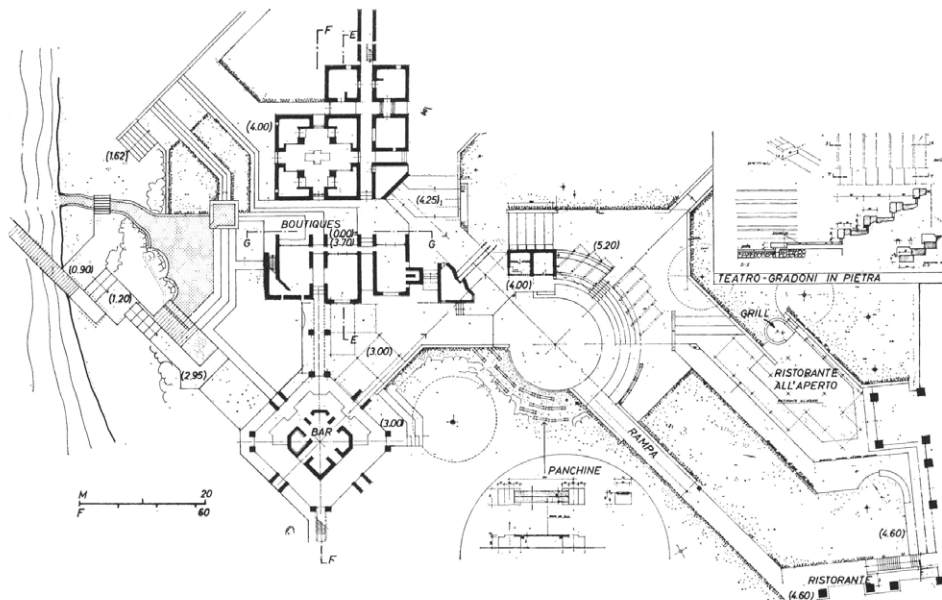 F
E
(4.00)
(1.62)
(4.25)
BOUTIQUES
(0.00)
(3.70)
G
G
(5.20)
(4.00)
TEATRO-GRADONI IN PIETRA
(0.90)
(1.20)
GRILL
E
(3.00)
RISTORANTE
ALL'APERTO
(2.95)
BAR
(3.00)
RAMPA
PANCHINE
M 20
F 60
(4.60)
F
RISTORANTE
(4.60)